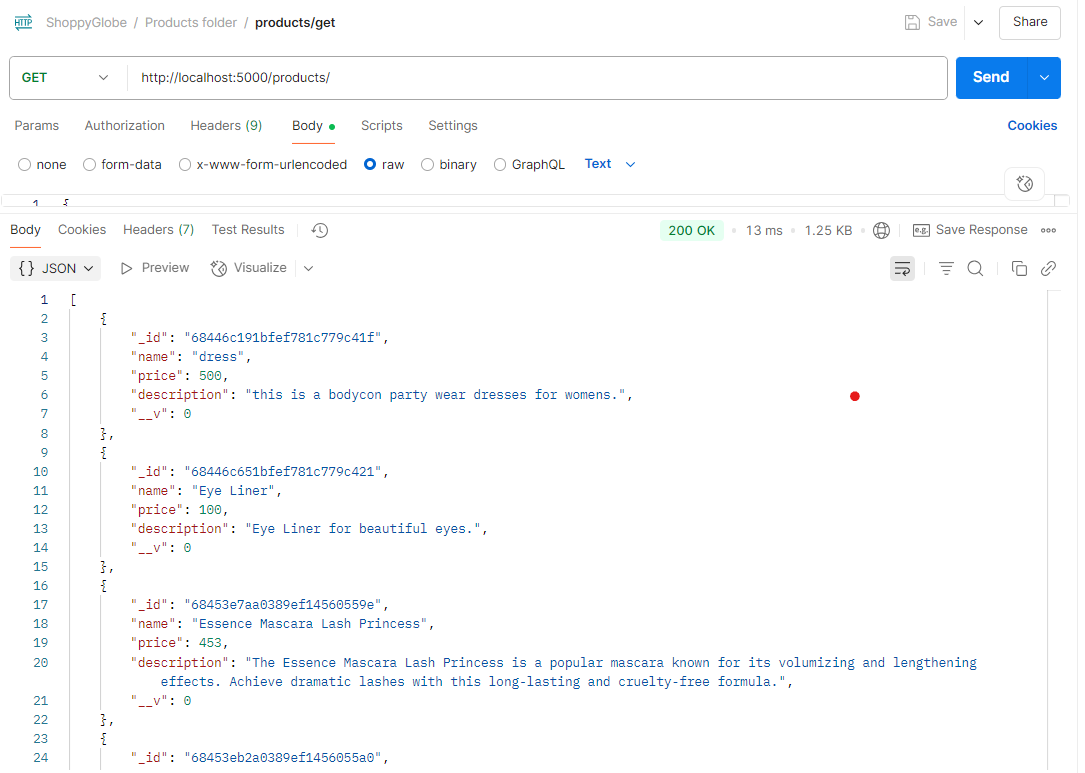 HTTP ShoppyGlobe / Products folder / products/get Save Share
GET http://localhost:5000/products/ Send
Params Authorization Headers (9) Body Scripts Settings Cookies
none form-data x-www-form-urlencoded raw binary GraphQL Text
1 {
Body Cookies Headers (7) Test Results 200 OK 13 ms 1.25 KB e.g. Save Response
{} JSON Preview Visualize
1 [
2 {
3 "_id": "68446c191bfef781c779c41f",
4 "name": "dress",
5 "price": 500,
6 "description": "this is a bodycon party wear dresses for womens.",
7 "__v": 0
8 },
9 {
10 "_id": "68446c651bfef781c779c421",
11 "name": "Eye Liner",
12 "price": 100,
13 "description": "Eye Liner for beautiful eyes.",
14 "__v": 0
15 },
16 {
17 "_id": "68453e7aa0389ef14560559e",
18 "name": "Essence Mascara Lash Princess",
19 "price": 453,
20 "description": "The Essence Mascara Lash Princess is a popular mascara known for its volumizing and lengthening
effects. Achieve dramatic lashes with this long-lasting and cruelty-free formula.",
21 "__v": 0
22 },
23 {
24 "_id": "68453eb2a0389ef1456055a0",